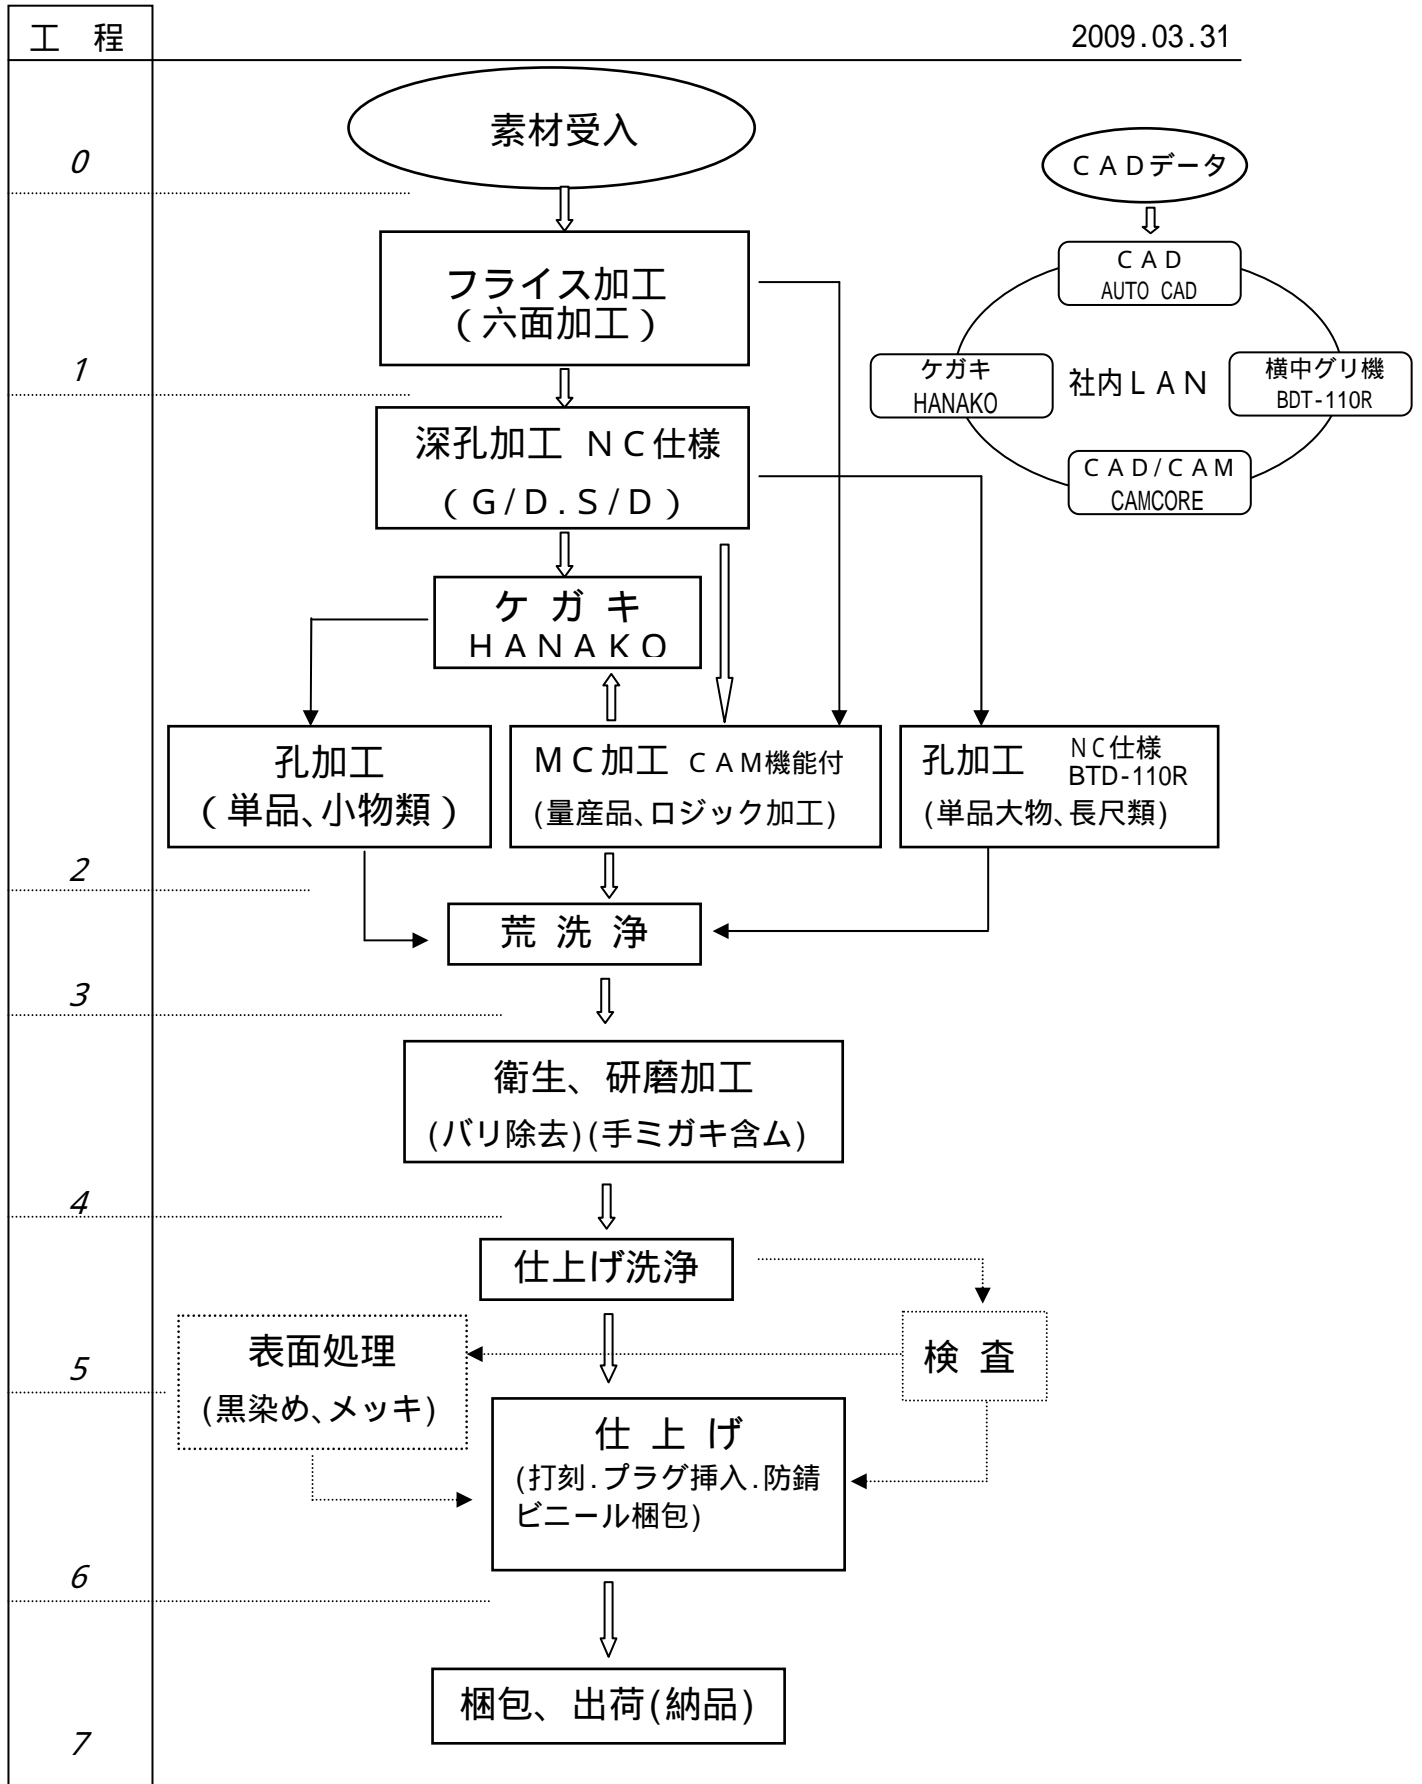 工 程
2009.03.31
0
素材受入
CADデータ
フライス加工
(六面加工)
CAD
AUTO CAD
1
ケガキ
HANAKO
社内LAN
横中グリ機
BDT-110R
深孔加工 NC仕様
(G/D.S/D)
CAD/CAM
CAMCORE
ケ ガ キ
HANAKO
孔加工
(単品、小物類)
MC加工 CAM機能付
(量産品、ロジック加工)
孔加工 NC仕様
BTD-110R
(単品大物、長尺類)
2
荒 洗 浄
3
衛生、研磨加工
(バリ除去)(手ミガキ含ム)
4
仕上げ洗浄
5
表面処理
(黒染め、メッキ)
検 査
仕 上 げ
(打刻.プラグ挿入.防錆
ビニール梱包)
6
梱包、出荷(納品)
7